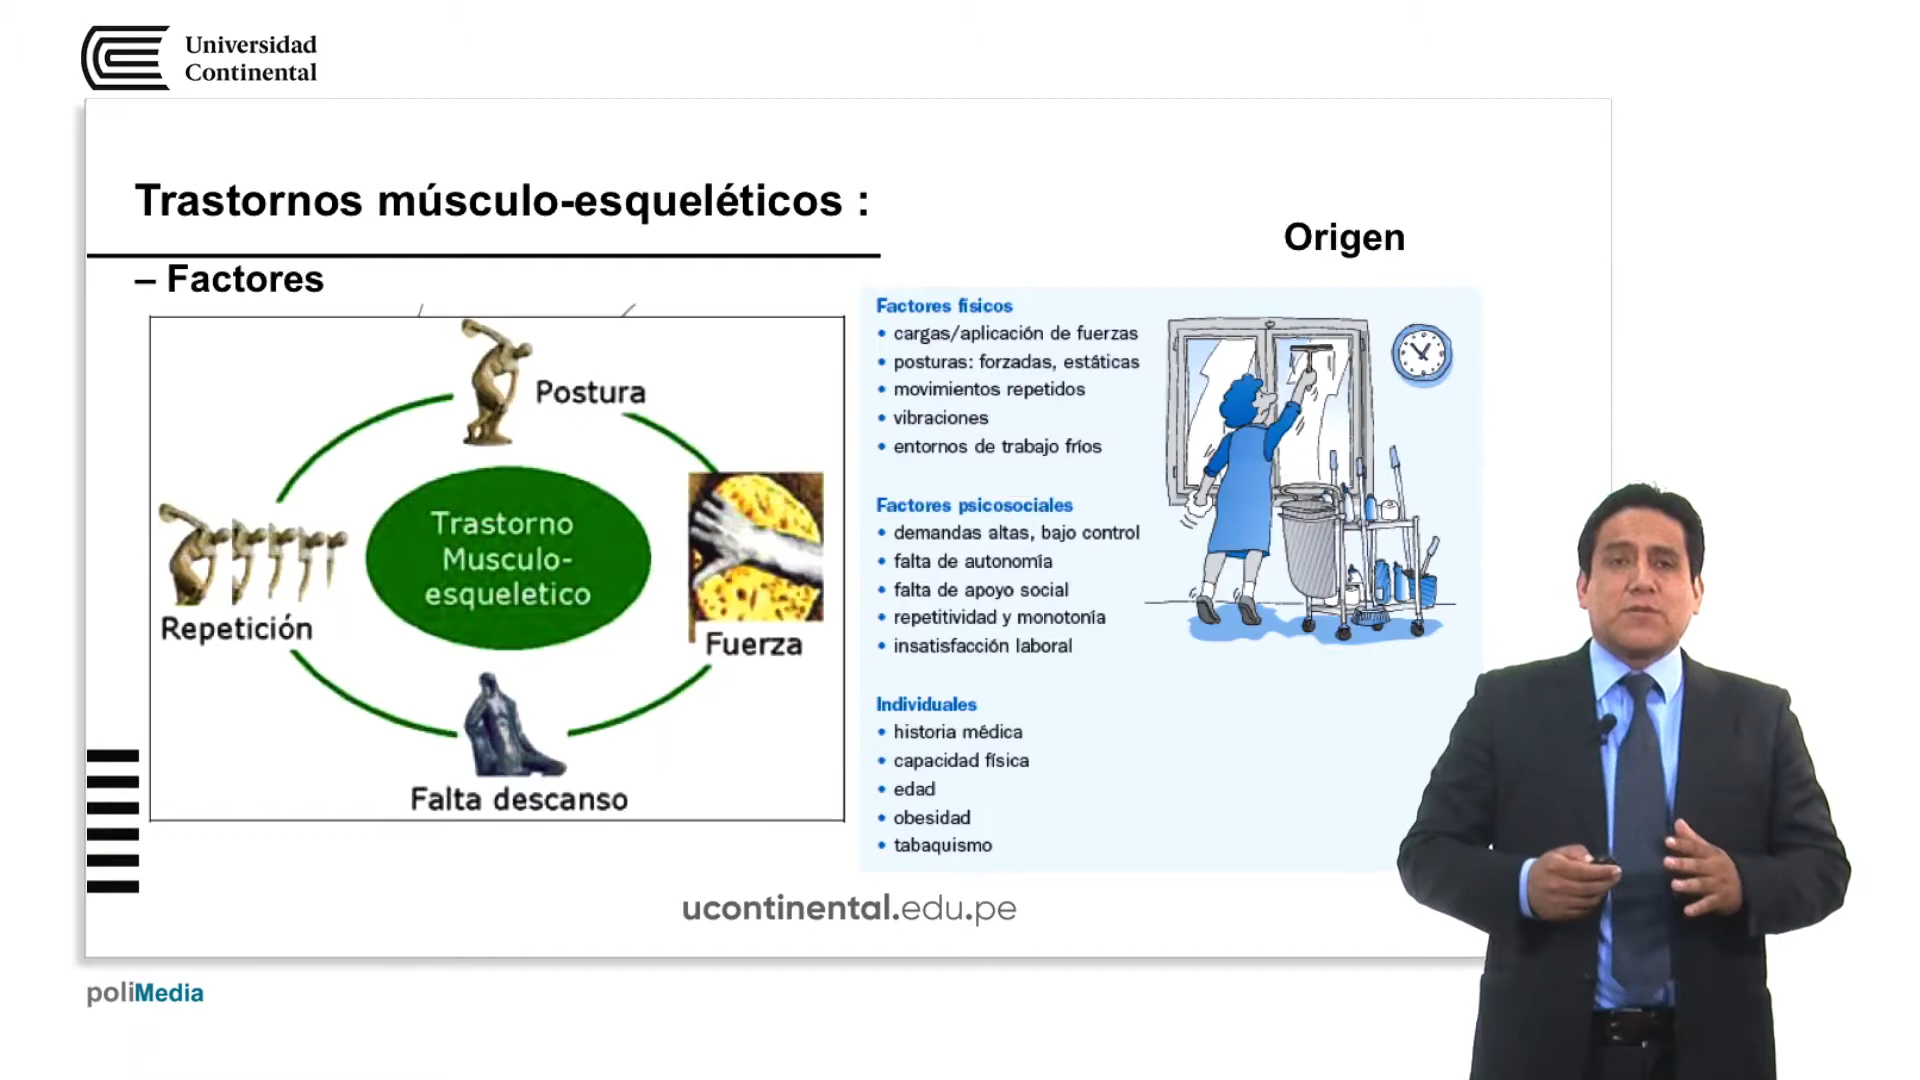 Universidad
Continental
Trastornos músculo-esqueléticos :
Origen
– Factores
Postura
Trastorno
Musculo-
esqueletico
Repetición
Fuerza
Falta descanso
Factores físicos
• cargas/aplicación de fuerzas
• posturas: forzadas, estáticas
• movimientos repetidos
• vibraciones
• entornos de trabajo fríos
Factores psicosociales
• demandas altas, bajo control
• falta de autonomía
• falta de apoyo social
• repetitividad y monotonía
• insatisfacción laboral
Individuales
• historia médica
• capacidad física
• edad
• obesidad
• tabaquismo
ucontinental.edu.pe
poliMedia